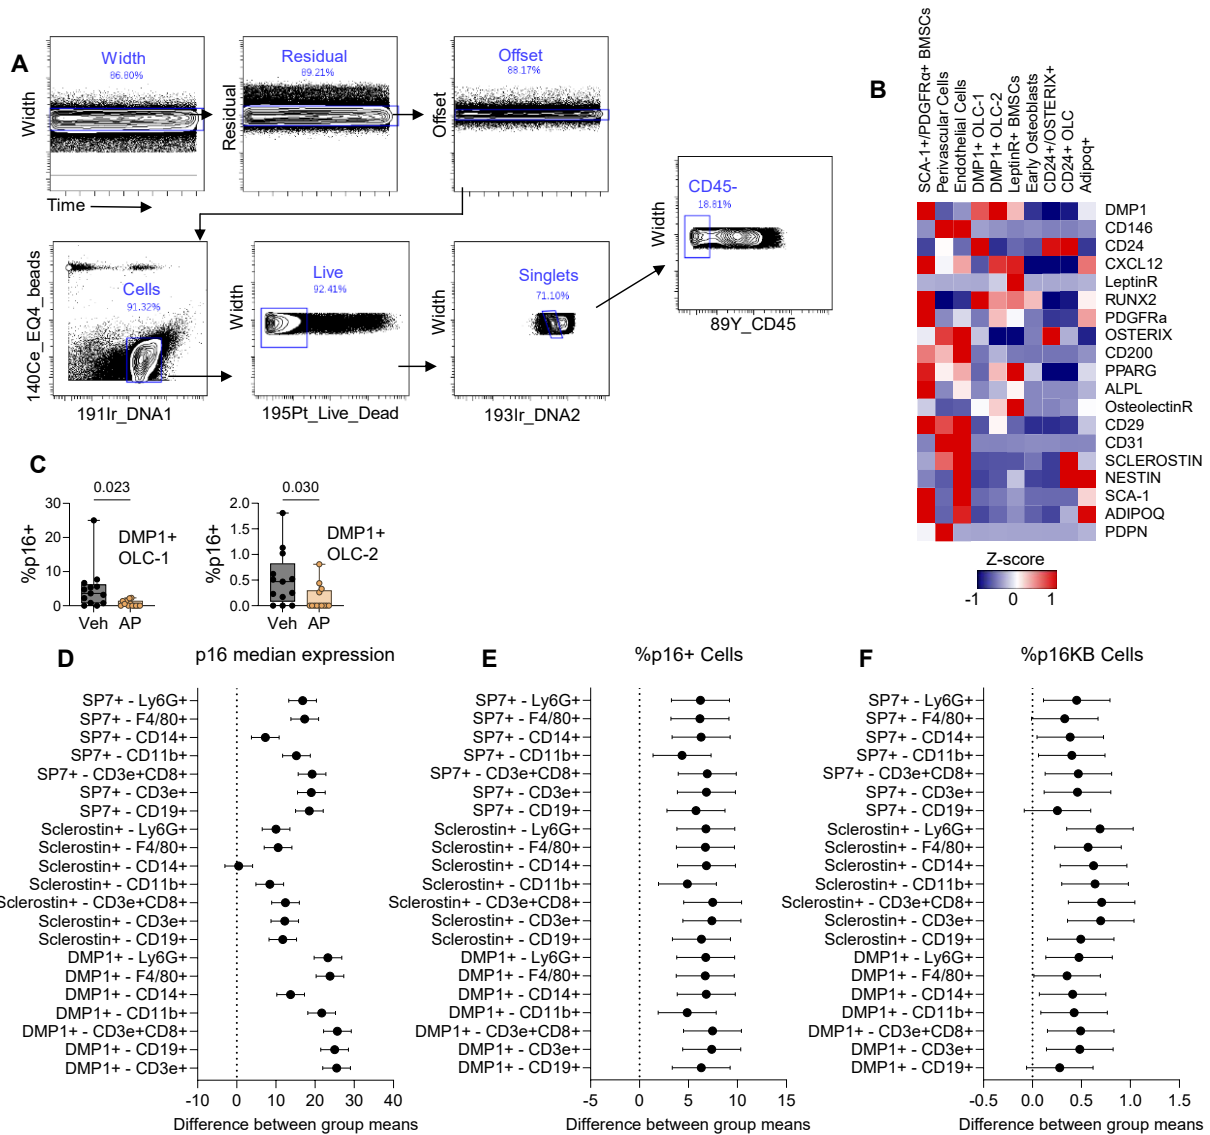 A
Width
86.80%
Width
Time
Residual
89.21%
Residual
Offset
88.17%
Offset
Cells
91.32%
140Ce_EQ4_beads
191Ir_DNA1
Live
92.41%
Width
195Pt_Live_Dead
Singlets
71.10%
Width
193Ir_DNA2
CD45-
18.81%
Width
89Y_CD45
B
SCA-1+/PDGFRα+ BMSCs
Perivascular Cells
Endothelial Cells
DMP1+ OLC-1
DMP1+ OLC-2
LeptinR+ BMSCs
Early Osteoblasts
CD24+/OSTERIX+
CD24+ OLC
Adipoq+
DMP1
CD146
CD24
CXCL12
LeptinR
RUNX2
PDGFRa
OSTERIX
CD200
PPARG
ALPL
OsteolectinR
CD29
CD31
SCLEROSTIN
NESTIN
SCA-1
ADIPOQ
PDPN
Z-score
-1 0 1
C
0.023
%p16+
30
20
10
0
DMP1+
OLC-1
Veh AP
0.030
%p16+
2.0
1.5
1.0
0.5
0.0
DMP1+
OLC-2
Veh AP
D
p16 median expression
SP7+ - Ly6G+
SP7+ - F4/80+
SP7+ - CD14+
SP7+ - CD11b+
SP7+ - CD3e+CD8+
SP7+ - CD3e+
SP7+ - CD19+
Sclerostin+ - Ly6G+
Sclerostin+ - F4/80+
Sclerostin+ - CD14+
Sclerostin+ - CD11b+
Sclerostin+ - CD3e+CD8+
Sclerostin+ - CD3e+
Sclerostin+ - CD19+
DMP1+ - Ly6G+
DMP1+ - F4/80+
DMP1+ - CD14+
DMP1+ - CD11b+
DMP1+ - CD3e+CD8+
DMP1+ - CD19+
DMP1+ - CD3e+
-10 0 10 20 30 40
Difference between group means
E
%p16+ Cells
SP7+ - Ly6G+
SP7+ - F4/80+
SP7+ - CD14+
SP7+ - CD11b+
SP7+ - CD3e+CD8+
SP7+ - CD3e+
SP7+ - CD19+
Sclerostin+ - Ly6G+
Sclerostin+ - F4/80+
Sclerostin+ - CD14+
Sclerostin+ - CD11b+
Sclerostin+ - CD3e+CD8+
Sclerostin+ - CD3e+
Sclerostin+ - CD19+
DMP1+ - Ly6G+
DMP1+ - F4/80+
DMP1+ - CD14+
DMP1+ - CD11b+
DMP1+ - CD3e+CD8+
DMP1+ - CD3e+
DMP1+ - CD19+
-5 0 5 10 15
Difference between group means
F
%p16KB Cells
SP7+ - Ly6G+
SP7+ - F4/80+
SP7+ - CD14+
SP7+ - CD11b+
SP7+ - CD3e+CD8+
SP7+ - CD3e+
SP7+ - CD19+
Sclerostin+ - Ly6G+
Sclerostin+ - F4/80+
Sclerostin+ - CD14+
Sclerostin+ - CD11b+
Sclerostin+ - CD3e+CD8+
Sclerostin+ - CD3e+
Sclerostin+ - CD19+
DMP1+ - Ly6G+
DMP1+ - F4/80+
DMP1+ - CD14+
DMP1+ - CD11b+
DMP1+ - CD3e+CD8+
DMP1+ - CD3e+
DMP1+ - CD19+
-0.5 0.0 0.5 1.0 1.5
Difference between group means